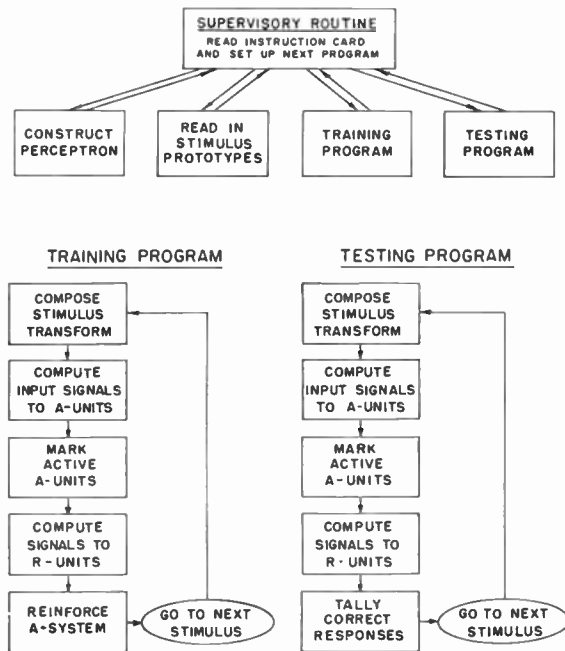 SUPERVISORY ROUTINE
READ INSTRUCTION CARD
AND SET UP NEXT PROGRAM
CONSTRUCT
PERCEPTRON
READ IN
STIMULUS
PROTOTYPES
TRAINING
PROGRAM
TESTING
PROGRAM
TRAINING PROGRAM
COMPOSE
STIMULUS
TRANSFORM
COMPUTE
INPUT SIGNALS
TO A-UNITS
MARK
ACTIVE
A-UNITS
COMPUTE
SIGNALS TO
R-UNITS
REINFORCE
A-SYSTEM
GO TO NEXT
STIMULUS
TESTING PROGRAM
COMPOSE
STIMULUS
TRANSFORM
COMPUTE
INPUT SIGNALS
TO A-UNITS
MARK
ACTIVE
A-UNITS
COMPUTE
SIGNALS TO
R-UNITS
TALLY
CORRECT
RESPONSES
GO TO NEXT
STIMULUS